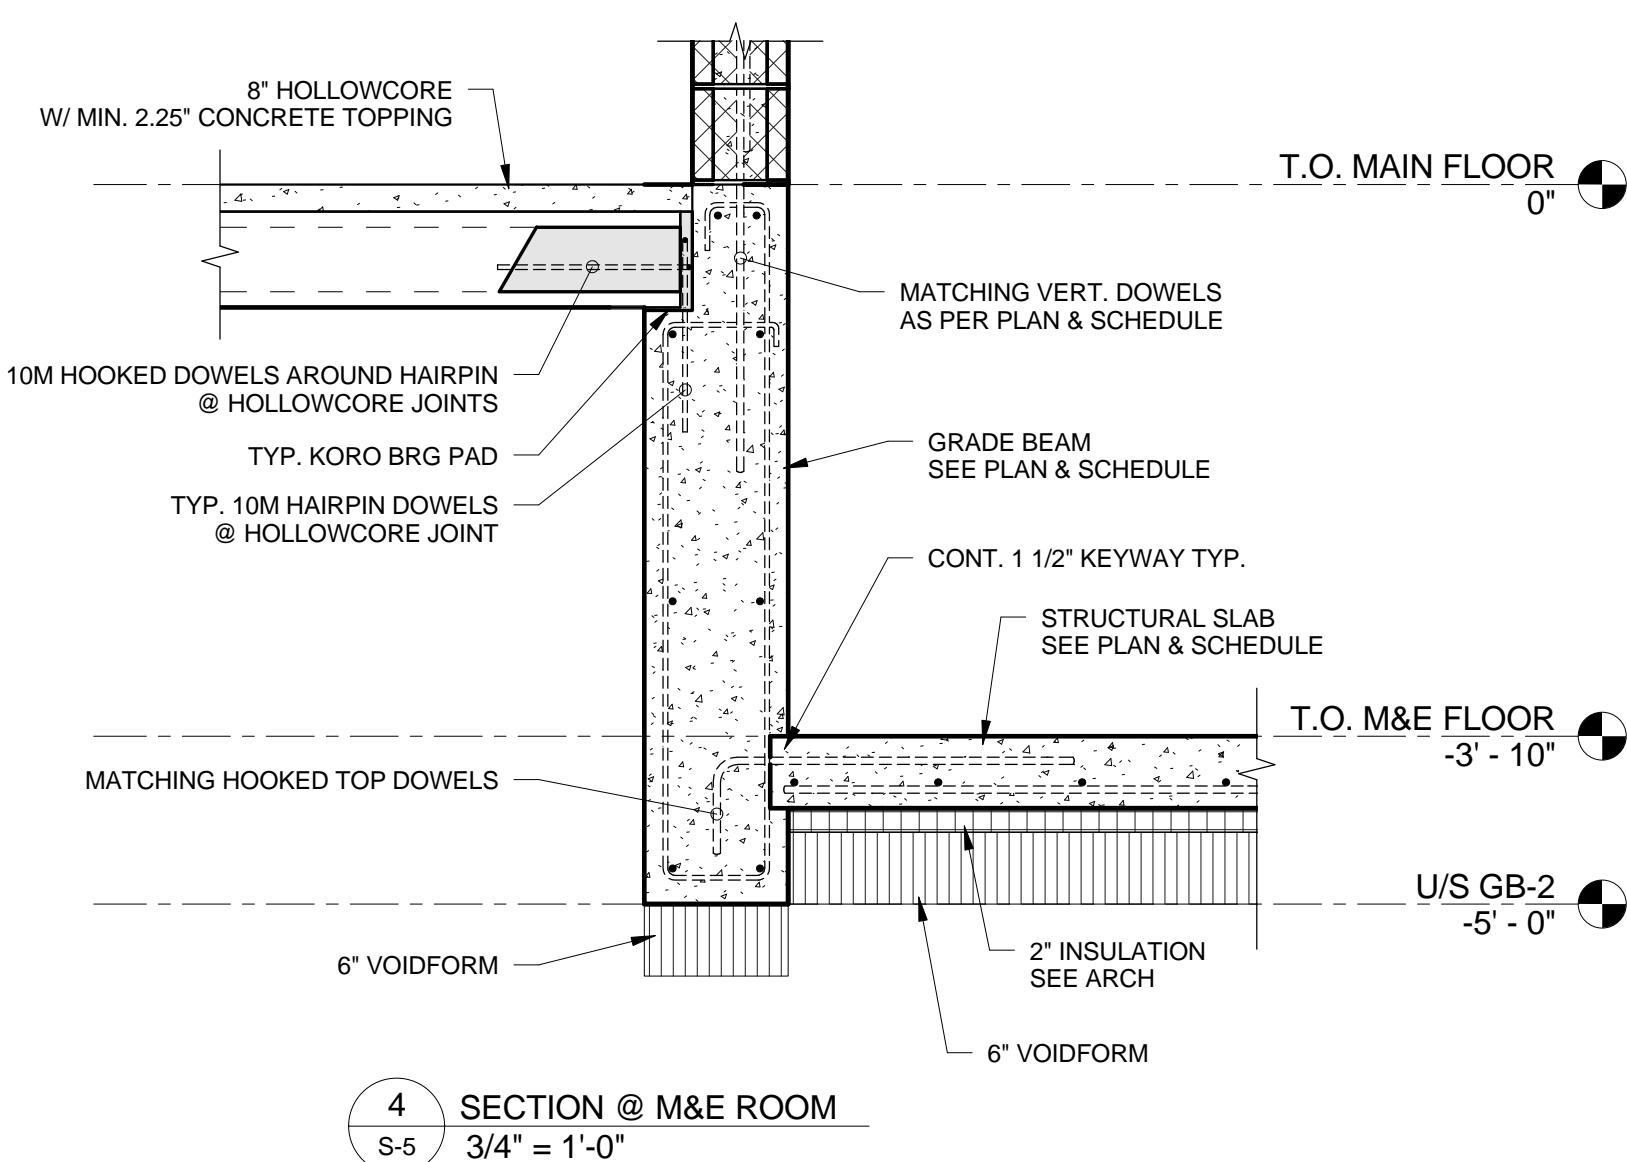 8" HOLLOWCORE
W/ MIN. 2.25" CONCRETE TOPPING
T.O. MAIN FLOOR
0"
MATCHING VERT. DOWELS
AS PER PLAN & SCHEDULE
10M HOOKED DOWELS AROUND HAIRPIN
@ HOLLOWCORE JOINTS
TYP. KORO BRG PAD
GRADE BEAM
SEE PLAN & SCHEDULE
TYP. 10M HAIRPIN DOWELS
@ HOLLOWCORE JOINT
CONT. 1 1/2" KEYWAY TYP.
STRUCTURAL SLAB
SEE PLAN & SCHEDULE
T.O. M&E FLOOR
-3' - 10"
MATCHING HOOKED TOP DOWELS
U/S GB-2
-5' - 0"
6" VOIDFORM
2" INSULATION
SEE ARCH
6" VOIDFORM
4
S-5
SECTION @ M&E ROOM
3/4" = 1'-0"